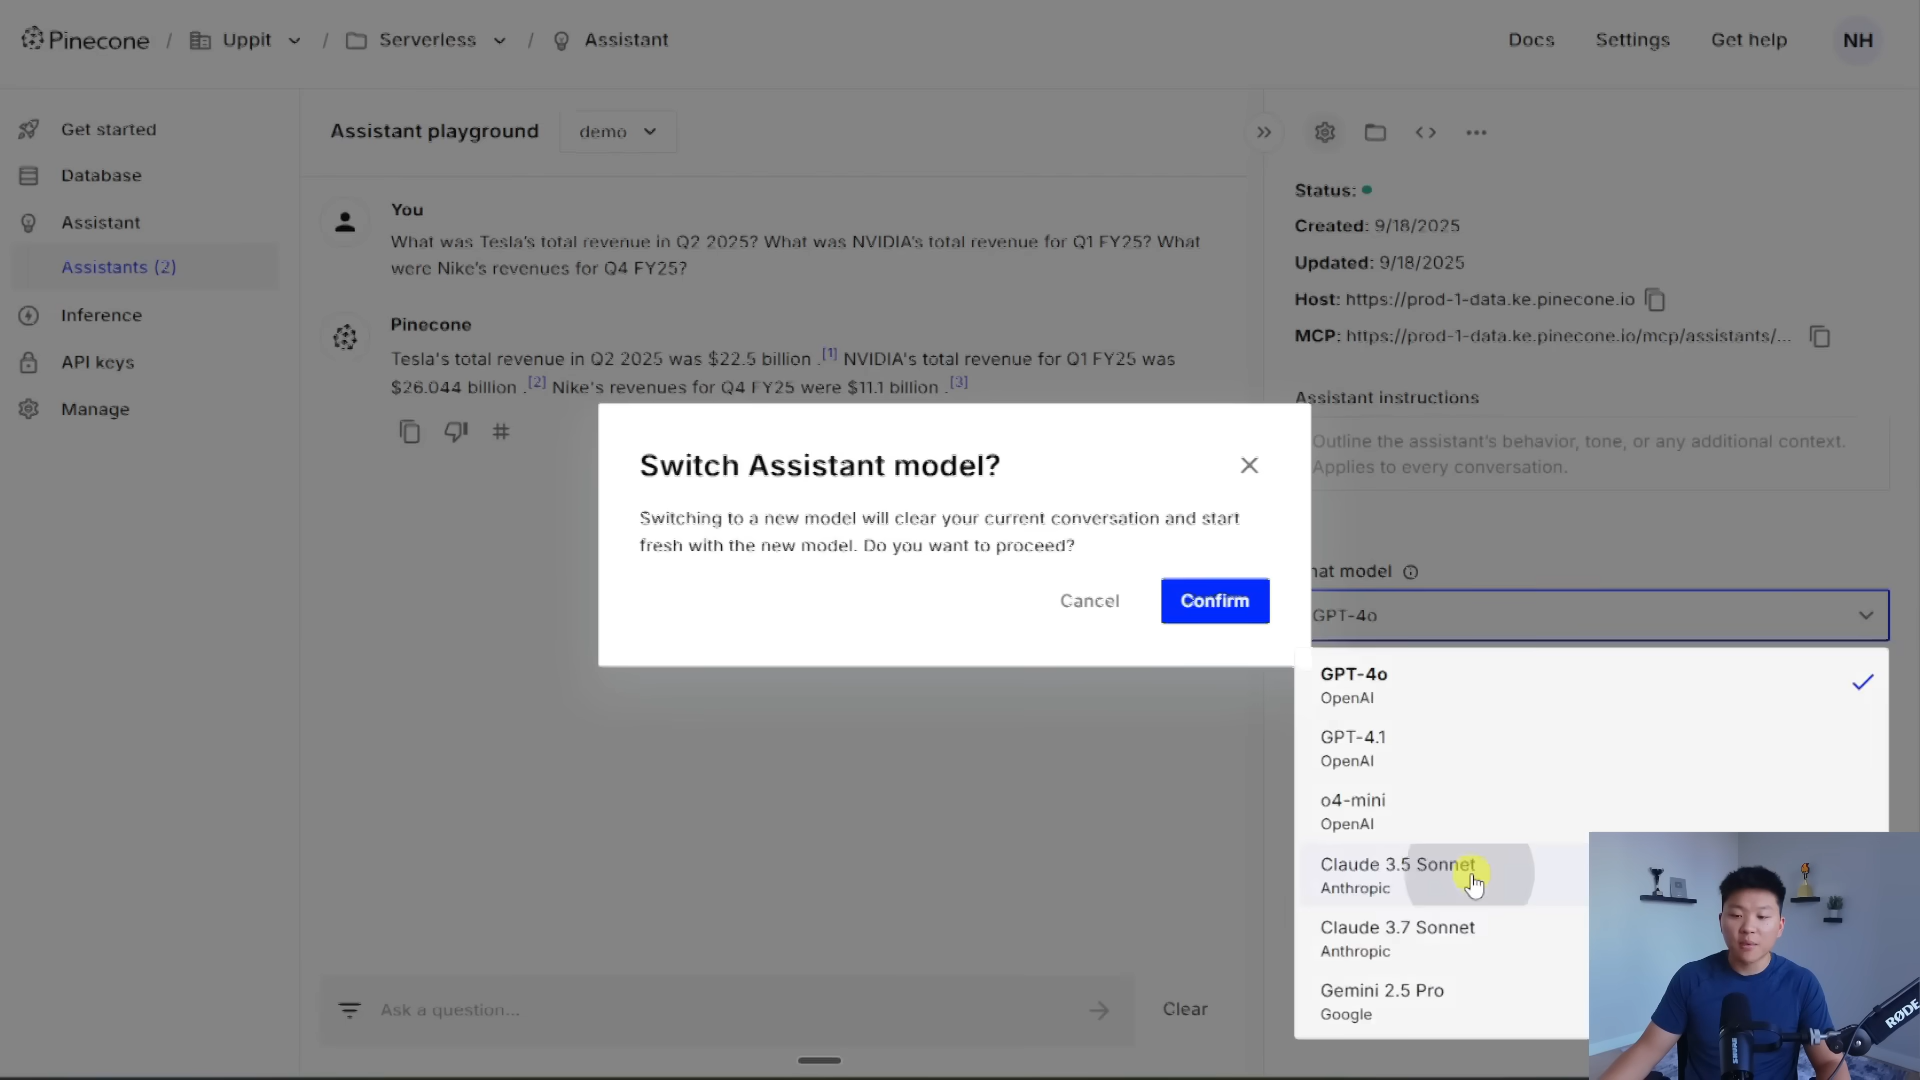 Pinecone / Uppit / Serverless / Assistant
Docs Settings Get help NH
Get started
Database
Assistant
Assistants (2)
Inference
API keys
Manage
Assistant playground demo
You
What was Tesla's total revenue in Q2 2025? What was NVIDIA's total revenue for Q1 FY25? What
were Nike's revenues for Q4 FY25?
Pinecone
Tesla's total revenue in Q2 2025 was $22.5 billion .[1] NVIDIA's total revenue for Q1 FY25 was
$26.044 billion .[2] Nike's revenues for Q4 FY25 were $11.1 billion .[3]
Switch Assistant model?
Switching to a new model will clear your current conversation and start
fresh with the new model. Do you want to proceed?
Cancel Confirm
Ask a question...
Clear
Status:
Created: 9/18/2025
Updated: 9/18/2025
Host: https://prod-1-data.ke.pinecone.io
MCP: https://prod-1-data.ke.pinecone.io/mcp/assistants/...
Assistant instructions
Outline the assistant's behavior, tone, or any additional context.
Applies to every conversation.
hat model
GPT-4o
GPT-4o
OpenAI
GPT-4.1
OpenAI
o4-mini
OpenAI
Claude 3.5 Sonnet
Anthropic
Claude 3.7 Sonnet
Anthropic
Gemini 2.5 Pro
Google
RØDE
SHURE